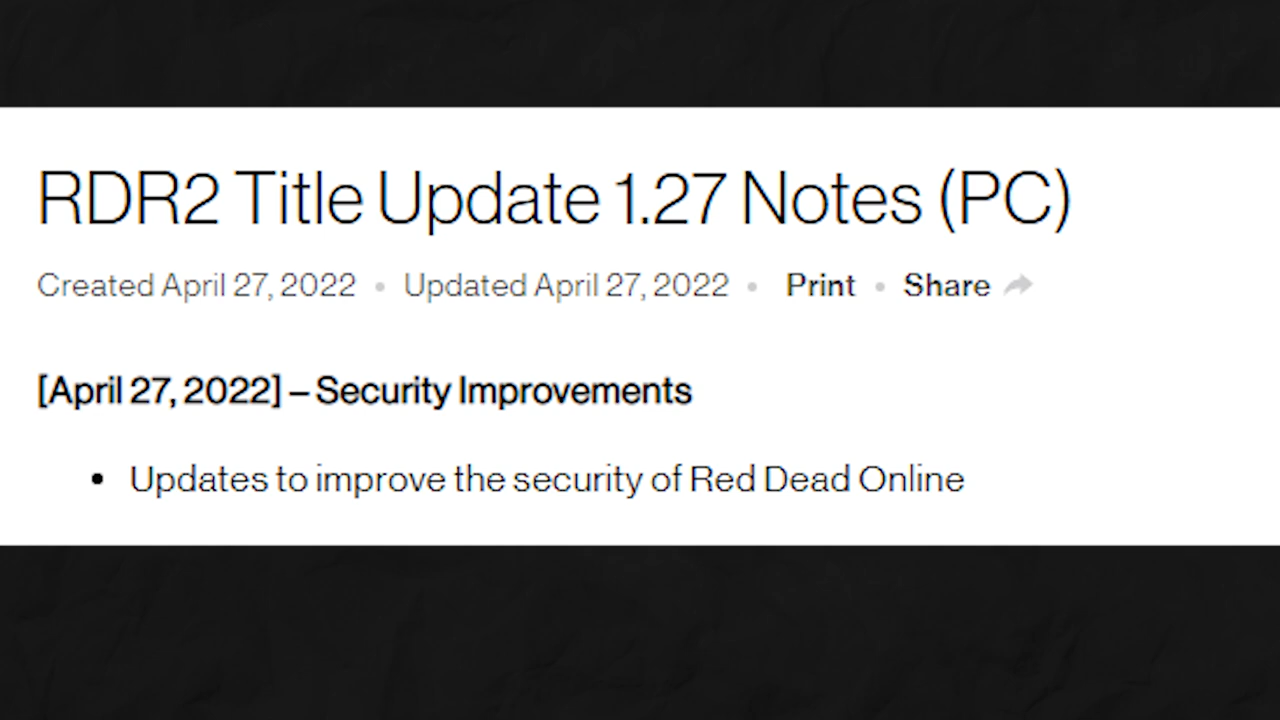 RDR2 Title Update 1.27 Notes (PC)
Created April 27, 2022 • Updated April 27, 2022 • Print • Share
[April 27, 2022] – Security Improvements
• Updates to improve the security of Red Dead Online